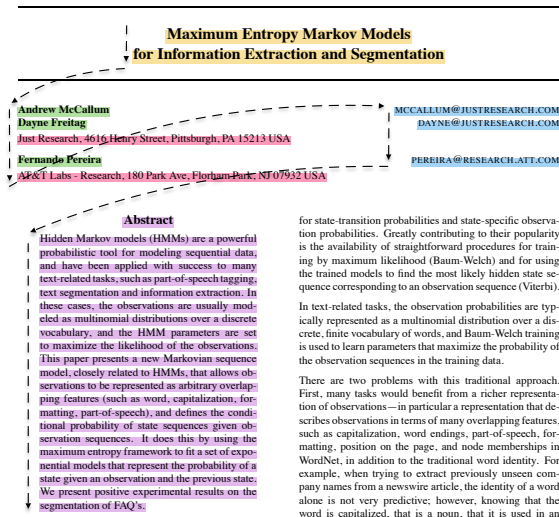 Maximum Entropy Markov Models
for Information Extraction and Segmentation
Andrew McCallum
Dayne Freitag
Just Research, 4616 Henry Street, Pittsburgh, PA 15213 USA
Fernando Pereira
AT&T Labs - Research, 180 Park Ave, Florham Park, NJ 07932 USA
MCCALLUM@JUSTRESEARCH.COM
DAYNE@JUSTRESEARCH.COM
PEREIRA@RESEARCH.ATT.COM
Abstract
Hidden Markov models (HMMs) are a powerful
probabilistic tool for modeling sequential data,
and have been applied with success to many
text-related tasks, such as part-of-speech tagging,
text segmentation and information extraction. In
these cases, the observations are usually mod-
eled as multinomial distributions over a discrete
vocabulary, and the HMM parameters are set
to maximize the likelihood of the observations.
This paper presents a new Markovian sequence
model, closely related to HMMs, that allows ob-
servations to be represented as arbitrary overlap-
ping features (such as word, capitalization, for-
matting, part-of-speech), and defines the condi-
tional probability of state sequences given ob-
servation sequences. It does this by using the
maximum entropy framework to fit a set of expo-
nential models that represent the probability of a
state given an observation and the previous state.
We present positive experimental results on the
segmentation of FAQ's.
for state-transition probabilities and state-specific observa-
tion probabilities. Greatly contributing to their popularity
is the availability of straightforward procedures for train-
ing by maximum likelihood (Baum-Welch) and for using
the trained models to find the most likely hidden state se-
quence corresponding to an observation sequence (Viterbi).
In text-related tasks, the observation probabilities are typ-
ically represented as a multinomial distribution over a dis-
crete, finite vocabulary of words, and Baum-Welch training
is used to learn parameters that maximize the probability of
the observation sequences in the training data.
There are two problems with this traditional approach.
First, many tasks would benefit from a richer representa-
tion of observations—in particular a representation that de-
scribes observations in terms of many overlapping features,
such as capitalization, word endings, part-of-speech, for-
matting, position on the page, and node memberships in
WordNet, in addition to the traditional word identity. For
example, when trying to extract previously unseen com-
pany names from a newswire article, the identity of a word
alone is not very predictive; however, knowing that the
word is capitalized, that is a noun, that it is used in an